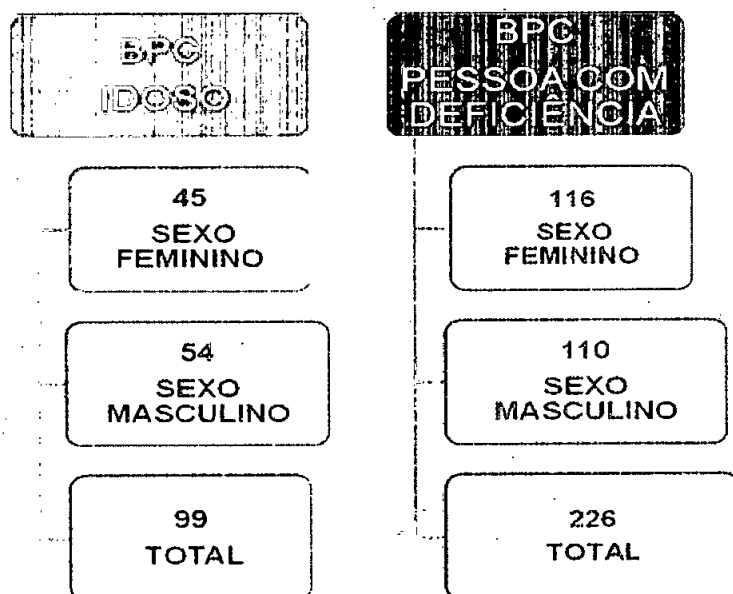 BPC
IDOSO
45
SEXO
FEMININO
54
SEXO
MASCULINO
99
TOTAL
BPC
PESSOA COM
DEFICIÊNCIA
116
SEXO
FEMININO
110
SEXO
MASCULINO
226
TOTAL